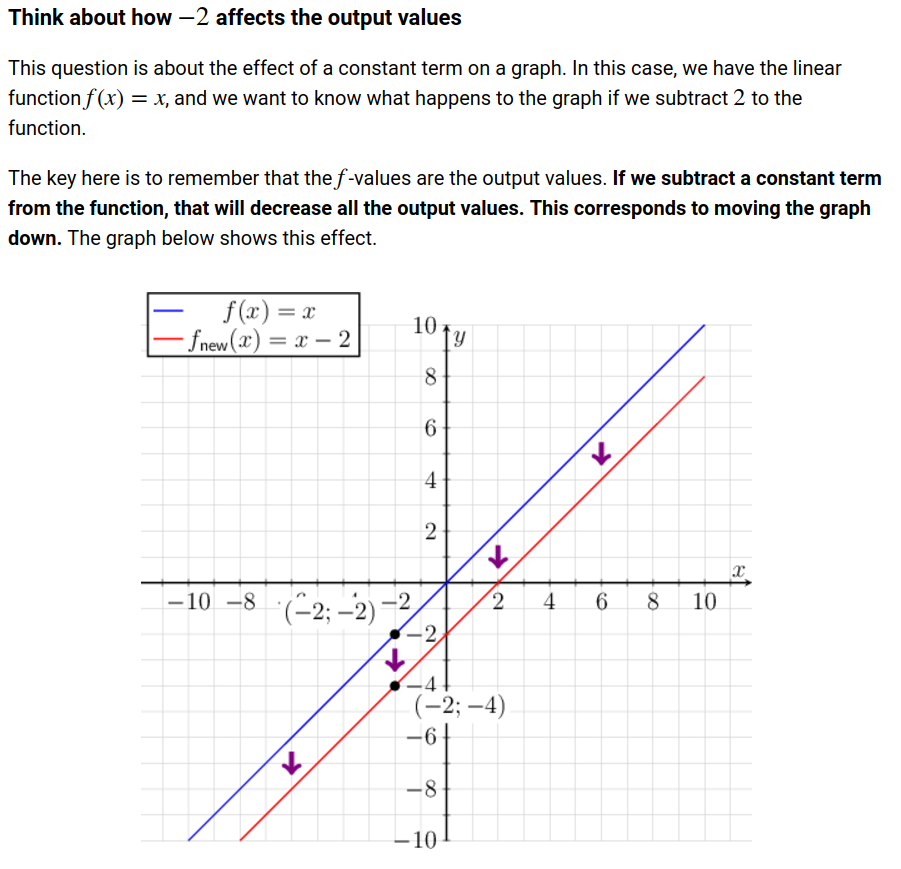 Think about how −2 affects the output values
This question is about the effect of a constant term on a graph. In this case, we have the linear
function f(x) = x, and we want to know what happens to the graph if we subtract 2 to the
function.
The key here is to remember that the f-values are the output values. If we subtract a constant term
from the function, that will decrease all the output values. This corresponds to moving the graph
down. The graph below shows this effect.
f(x) = x
fnew(x) = x − 2
10
y
8
6
4
2
x
−10 −8 (−2; −2) −2 2 4 6 8 10
−2
−4
(−2; −4)
−6
−8
−10